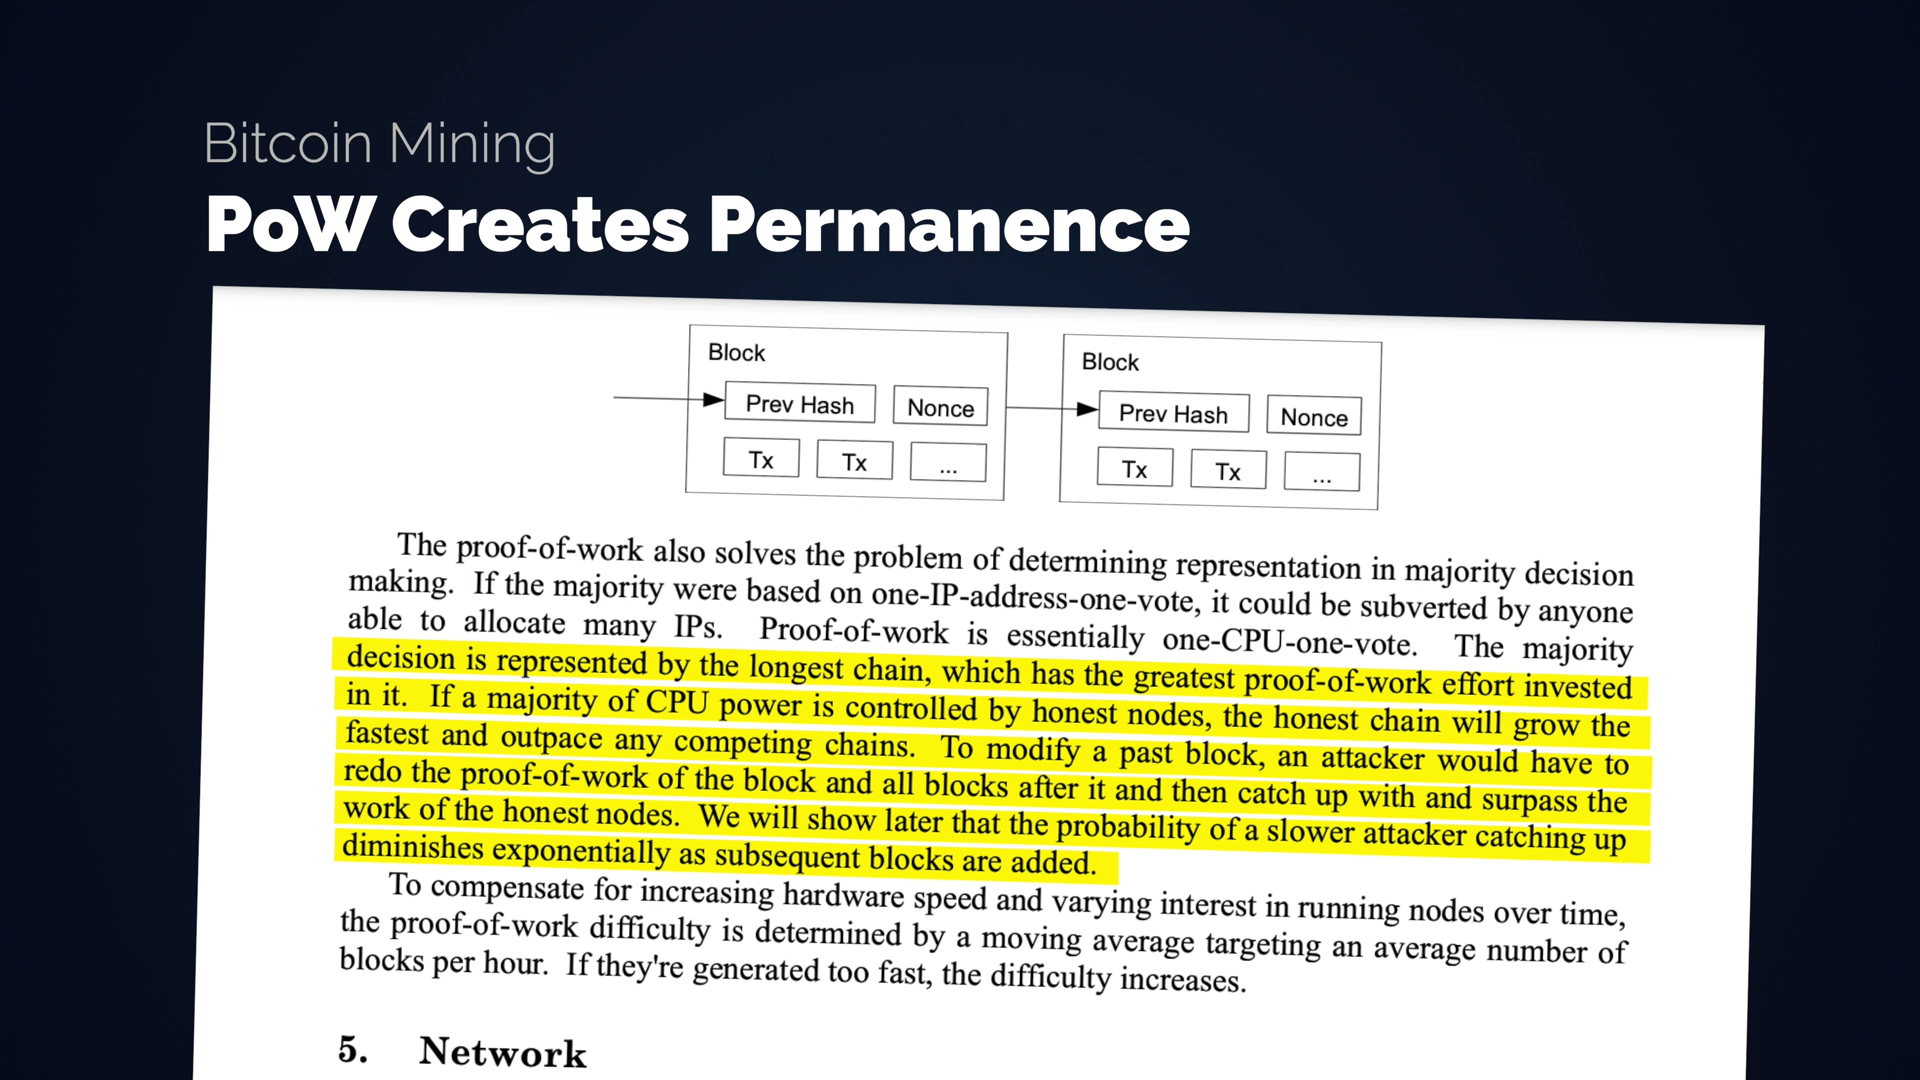 Bitcoin Mining
PoW Creates Permanence
Block
Prev Hash Nonce
Tx Tx ...
Block
Prev Hash Nonce
Tx Tx ...
The proof-of-work also solves the problem of determining representation in majority decision
making. If the majority were based on one-IP-address-one-vote, it could be subverted by anyone
able to allocate many IPs. Proof-of-work is essentially one-CPU-one-vote. The majority
decision is represented by the longest chain, which has the greatest proof-of-work effort invested
in it. If a majority of CPU power is controlled by honest nodes, the honest chain will grow the
fastest and outpace any competing chains. To modify a past block, an attacker would have to
redo the proof-of-work of the block and all blocks after it and then catch up with and surpass the
work of the honest nodes. We will show later that the probability of a slower attacker catching up
diminishes exponentially as subsequent blocks are added.
To compensate for increasing hardware speed and varying interest in running nodes over time,
the proof-of-work difficulty is determined by a moving average targeting an average number of
blocks per hour. If they're generated too fast, the difficulty increases.
5. Network